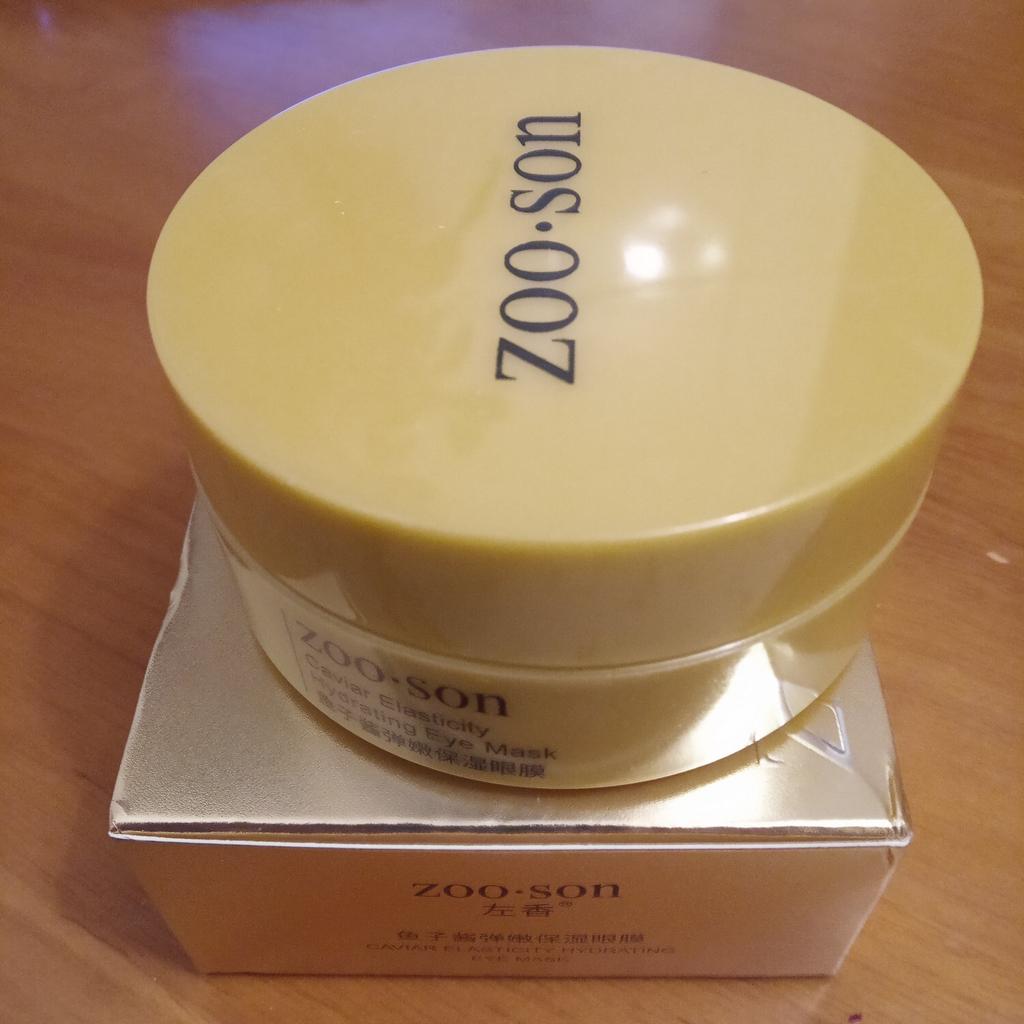 zoo·son
zoo·son
Caviar Elasticity
Hydrating Eye Mask
鱼子酱弹嫩保湿眼膜
zoo·son
左香®
鱼子酱弹嫩保湿眼膜
CAVIAR ELASTICITY HYDRATING
EYE MASK